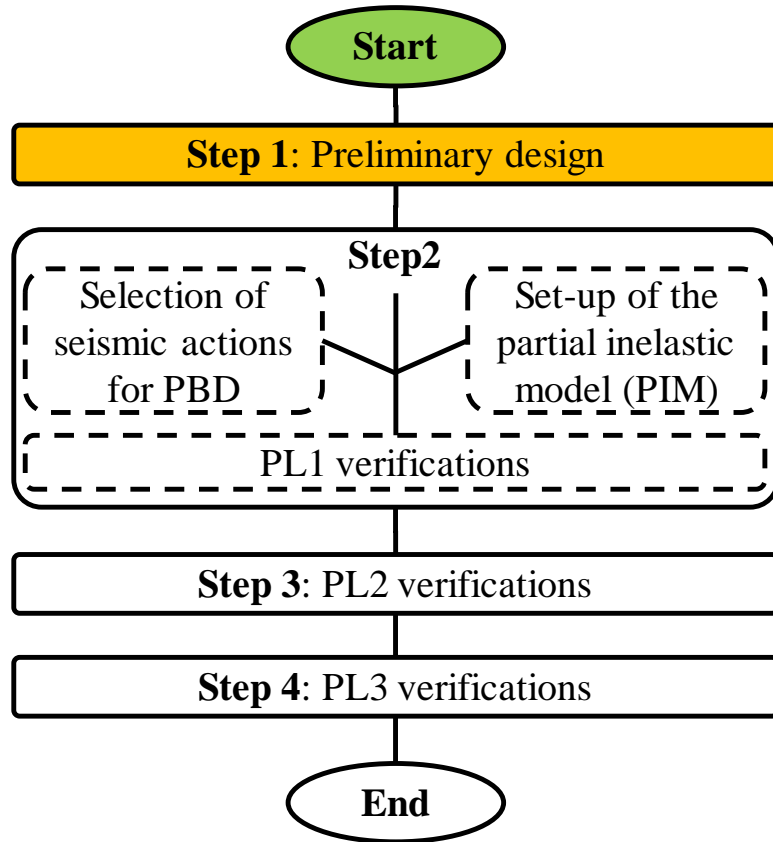 Start
Step 1: Preliminary design
Step2
Selection of
seismic actions
for PBD
Set-up of the
partial inelastic
model (PIM)
PL1 verifications
Step 3: PL2 verifications
Step 4: PL3 verifications
End